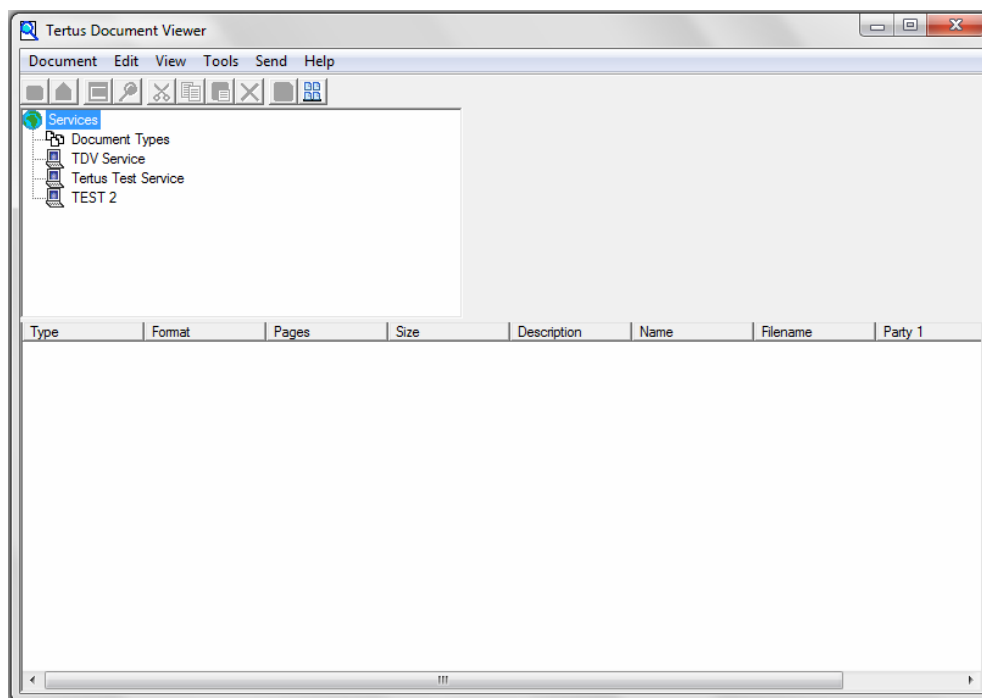 Tertus Document Viewer
Document Edit View Tools Send Help
Services
Document Types
TDV Service
Tertus Test Service
TEST 2
Type Format Pages Size Description Name Filename Party 1